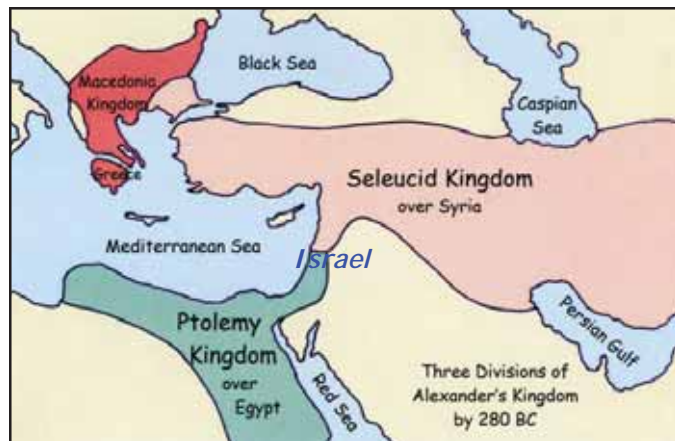 Black Sea
Macedonia
Kingdom
Caspian
Sea
Greece
Seleucid Kingdom
over Syria
Mediterranean Sea
Israel
Ptolemy
Kingdom
over
Egypt
Red Sea
Persian Gulf
Three Divisions of
Alexander's Kingdom
by 280 BC